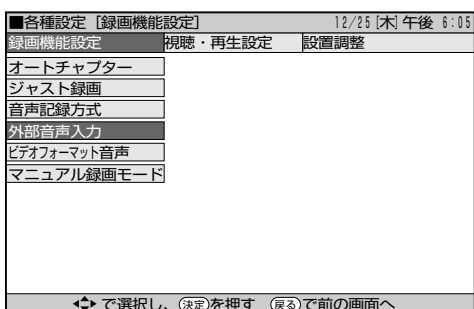 ■各種設定［録画機能設定］ 12/25［木］午後 6:05
録画機能設定 視聴・再生設定 設置調整
オートチャプター
ジャスト録画
音声記録方式
外部音声入力
ビデオフォーマット音声
マニュアル録画モード
で選択し、決定を押す 戻るで前の画面へ